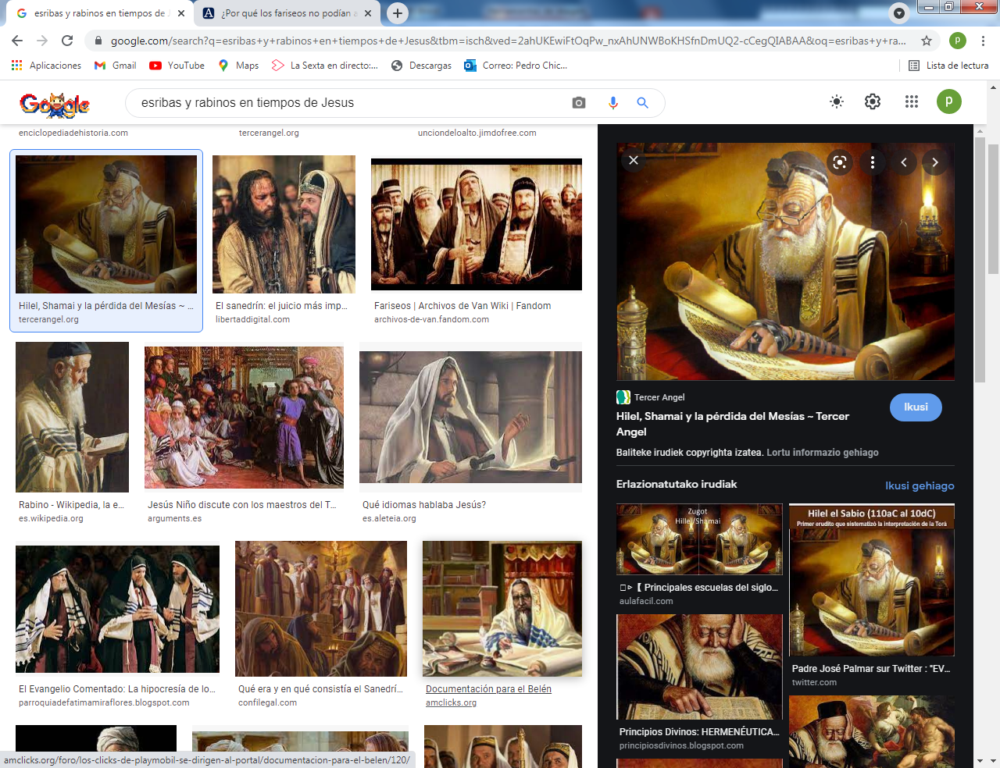 esribas y rabinos en tiempos de J
¿Por qué los fariseos no podían a
google.com/search?q=esribas+y+rabinos+en+tiempos+de+Jesus&tbm=isch&ved=2ahUKEwiFtOqPw_nxAhUNWBoKHSfnDmUQ2-cCegQIABAA&oq=esribas+y+ra...
p
Aplicaciones
Gmail
YouTube
Maps
La Sexta en directo:...
Descargas
Correo: Pedro Chic...
Lista de lectura
Google
esribas y rabinos en tiempos de Jesus
p
enciclopediadehistoria.com
tercerangel.org
unciondeloalto.jimdofree.com
Hilel, Shamai y la pérdida del Mesías ~ ...
tercerangel.org
El sanedrín: el juicio más imp...
libertaddigital.com
Fariseos | Archivos de Van Wiki | Fandom
archivos-de-van.fandom.com
Rabino - Wikipedia, la e...
es.wikipedia.org
Jesús Niño discute con los maestros del T...
arguments.es
Qué idiomas hablaba Jesús?
es.aleteia.org
El Evangelio Comentado: La hipocresía de lo...
parroquiadefatimamiraflores.blogspot.com
Qué era y en qué consistía el Sanedrí...
confilegal.com
Documentación para el Belén
amclicks.org
amclicks.org/foro/los-clicks-de-playmobil-se-dirigen-al-portal/documentacion-para-el-belen/120/
Tercer Angel
Hilel, Shamai y la pérdida del Mesías ~ Tercer
Angel
Ikusi
Baliteke irudiek copyrighta izatea. Lortu informazio gehiago
Erlazionatutako irudiak
Ikusi gehiago
Zugot
Hillel/Shamai
▷【 Principales escuelas del siglo...
aulafacil.com
Hilel el Sabio (110aC al 10dC)
Primer erudito que sistematizó la interpretación de la Torá
Padre José Palmar sur Twitter : "EV...
twitter.com
Principios Divinos: HERMENÉUTICA...
principiosdivinos.blogspot.com